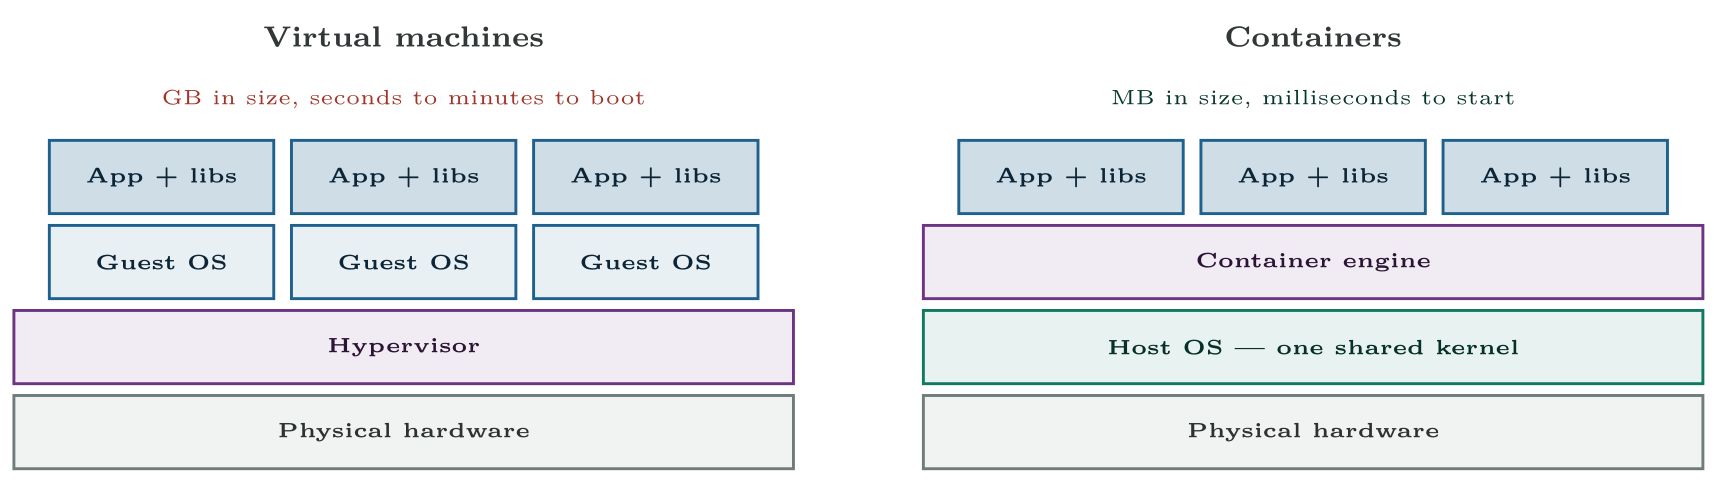 Virtual machines
GB in size, seconds to minutes to boot
App + libs
App + libs
App + libs
Guest OS
Guest OS
Guest OS
Hypervisor
Physical hardware
Containers
MB in size, milliseconds to start
App + libs
App + libs
App + libs
Container engine
Host OS — one shared kernel
Physical hardware